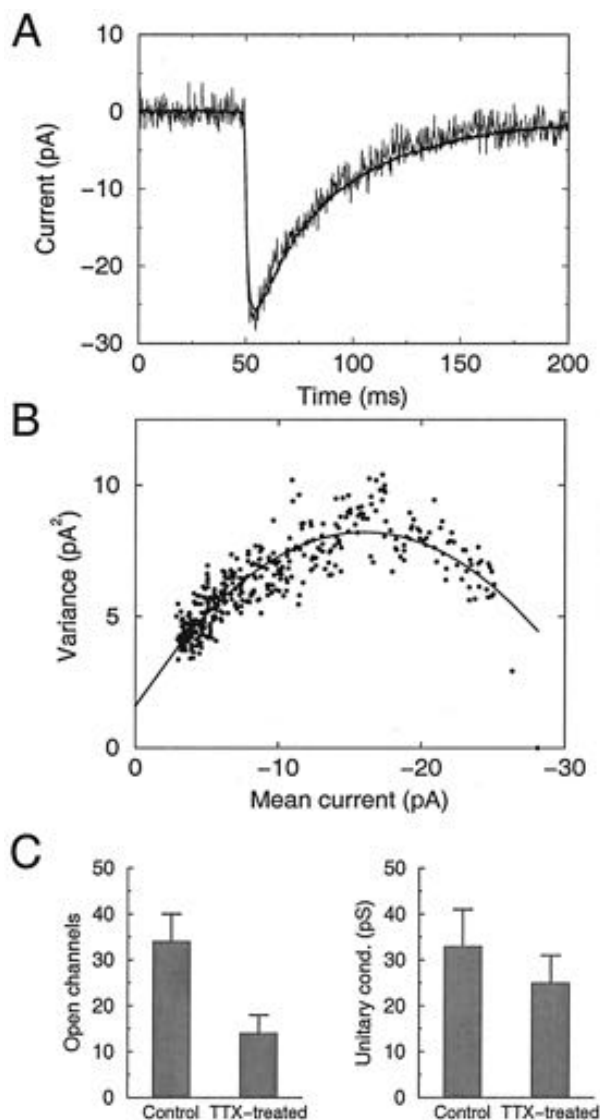 A
Current (pA)
10
0
−10
−20
−30
0 50 100 150 200
Time (ms)
B
Variance (pA²)
10
5
0
0 −10 −20 −30
Mean current (pA)
C
Open channels
50
40
30
20
10
0
Control TTX−treated
Unitary cond. (pS)
50
40
30
20
10
0
Control TTX−treated